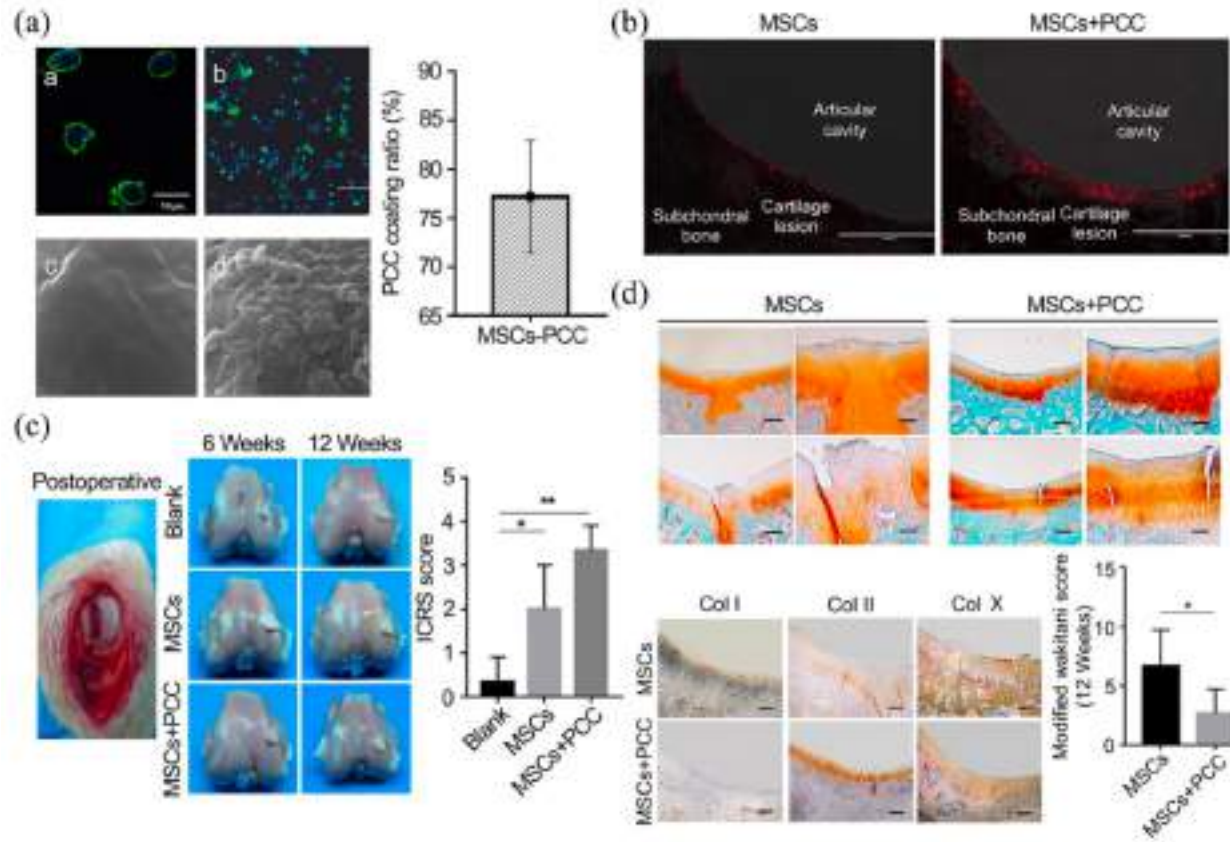 (a)
a
b
c
d
PCC coating ratio (%)
90
85
80
75
70
65
MSCs-PCC
(b)
MSCs
MSCs+PCC
Articular
cavity
Subchondral
bone
Cartilage
lesion
Articular
cavity
Subchondral
bone
Cartilage
lesion
(c)
6 Weeks
12 Weeks
Postoperative
Blank
MSCs
MSCs+PCC
ICRS score
5
4
3
2
1
0
*
**
Blank
MSCs
MSCs+PCC
(d)
MSCs
MSCs+PCC
Col I
Col II
Col X
MSCs
MSCs+PCC
Modified wakitani score
(12 Weeks)
15
10
5
0
*
MSCs
MSCs+PCC